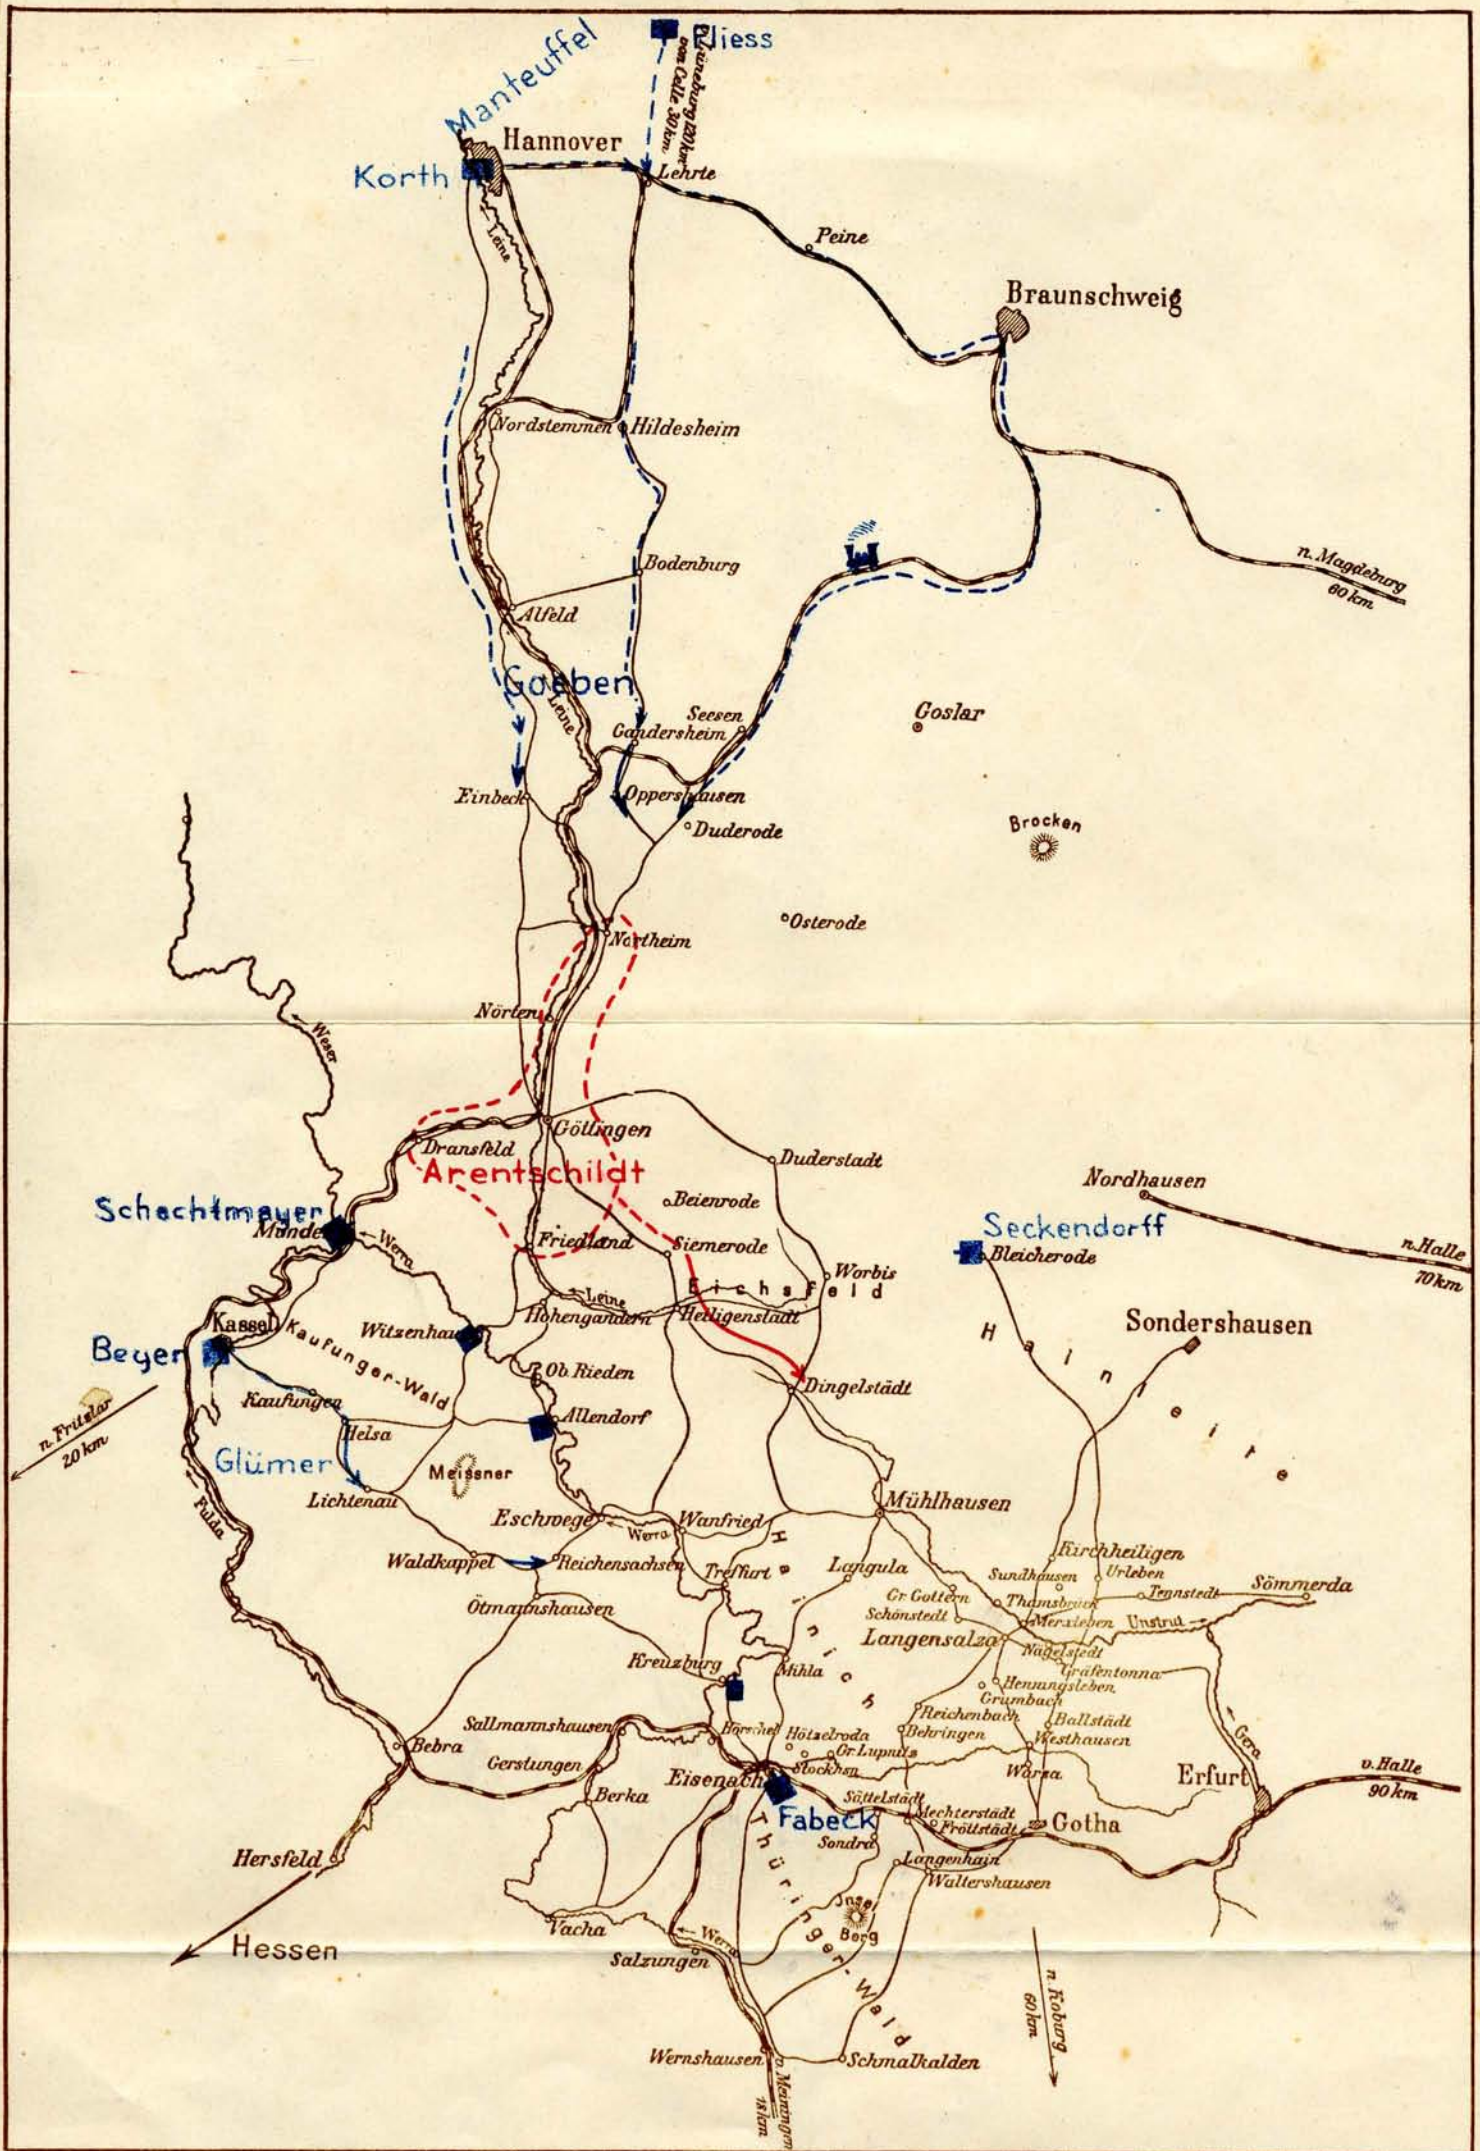 Manteuffel
Fliess
n. Lüneburg 120 km
von Celle 30 km
Hannover
Korth
Lehrte
Leine
Peine
Braunschweig
Nordstemmen
Hildesheim
n. Magdeburg
60 km
Bodenburg
Alfeld
Goeben
Leine
Seesen
Gandersheim
Goslar
Einbeck
Oppershausen
Duderode
Brocken
Osterode
Northeim
Nörten
Weser
Göttingen
Dransfeld
Arentschildt
Duderstadt
Beienrode
Nordhausen
Schachtmeyer
Münden
Werra
Friedland
Siemerode
Seckendorff
Bleicherode
n. Halle
70 km
Worbis
Eichsfeld
Leine
Hohengandern
Heiligenstadt
Kassel
Kaufunger-Wald
Witzenhau
Beyer
Sondershausen
Hainleite
Ob. Rieden
Dingelstädt
Kaufungen
Allendorf
n. Fritzlar
20 km
Helsa
Glümer
Meissner
Lichtenau
Fulda
Eschwege
Werra
Wanfried
Mühlhausen
Hainich
Waldkappel
Reichensachsen
Treffurt
Langula
Kirchheiligen
Sundhausen
Urleben
Ötmannshausen
Gr. Gottern
Thamsbrück
Tennstedt
Sömmerda
Schönstedt
Merxleben
Unstrut
Langensalza
Nägelstedt
Gräfentonna
Kreuzburg
Mihla
Henningsleben
Grumbach
Reichenbach
Ballstädt
Sallmannshausen
Hörschel
Hötzelroda
Behringen
Westhausen
Bebra
Gr. Lupnitz
Gera
Gerstungen
Stockhsn
Warza
Erfurt
v. Halle
90 km
Eisenach
Berka
Sättelstädt
Mechterstädt
Fabeck
Fröttstädt
Gotha
Sondra
Hersfeld
Langenhain
Waltershausen
Thüringer-Wald
Insel
Berg
Vacha
Hessen
Werra
Salzungen
n. Koburg
60 km
Wernshausen
Schmalkalden
n. Meiningen
18 km